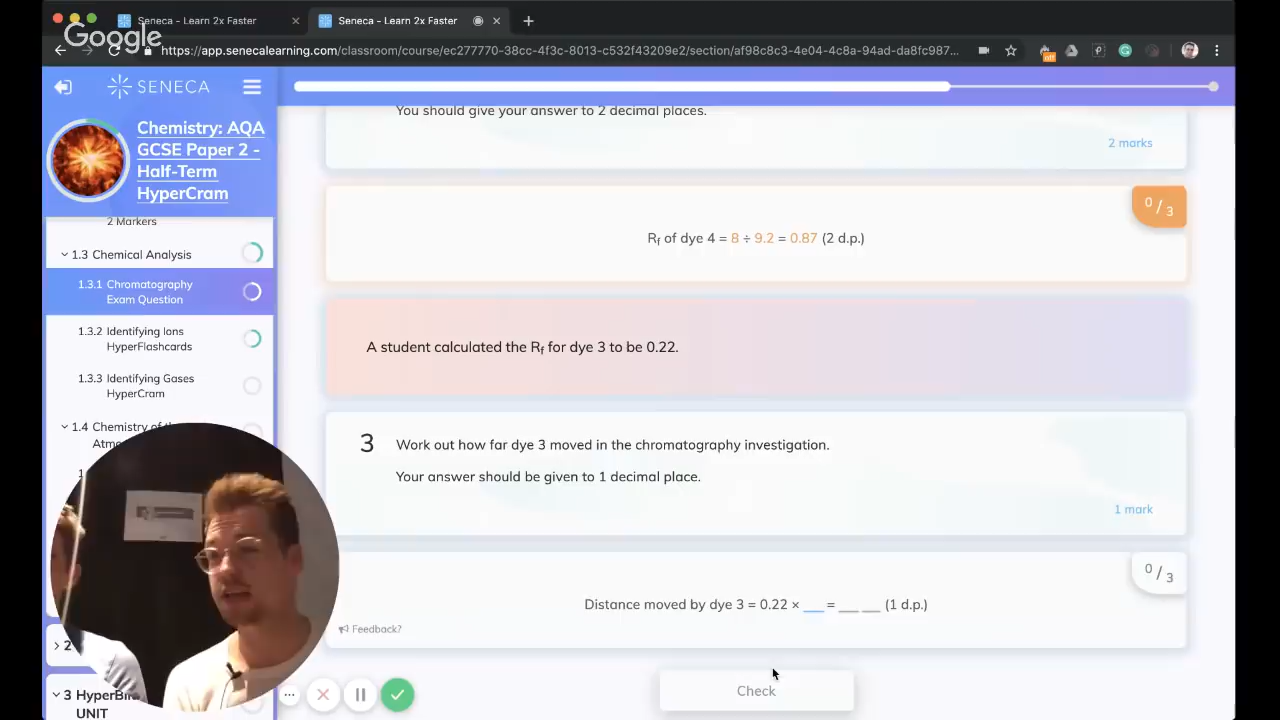 Seneca - Learn 2x Faster
Seneca - Learn 2x Faster
Google
https://app.senecalearning.com/classroom/course/ec277770-38cc-4f3c-8013-c532f43209e2/section/af98c8c3-4e04-4c8a-94ad-da8fc987...
SENECA
Chemistry: AQA
GCSE Paper 2 -
Half-Term
HyperCram
2 Markers
1.3 Chemical Analysis
1.3.1 Chromatography
Exam Question
1.3.2 Identifying Ions
HyperFlashcards
1.3.3 Identifying Gases
HyperCram
1.4 Chemistry of
2
3
UNIT
You should give your answer to 2 decimal places.
2 marks
0/3
Rf of dye 4 = 8 ÷ 9.2 = 0.87 (2 d.p.)
A student calculated the Rf for dye 3 to be 0.22.
3 Work out how far dye 3 moved in the chromatography investigation.
Your answer should be given to 1 decimal place.
1 mark
0/3
Distance moved by dye 3 = 0.22 × __ = __ __ (1 d.p.)
Feedback?
Check